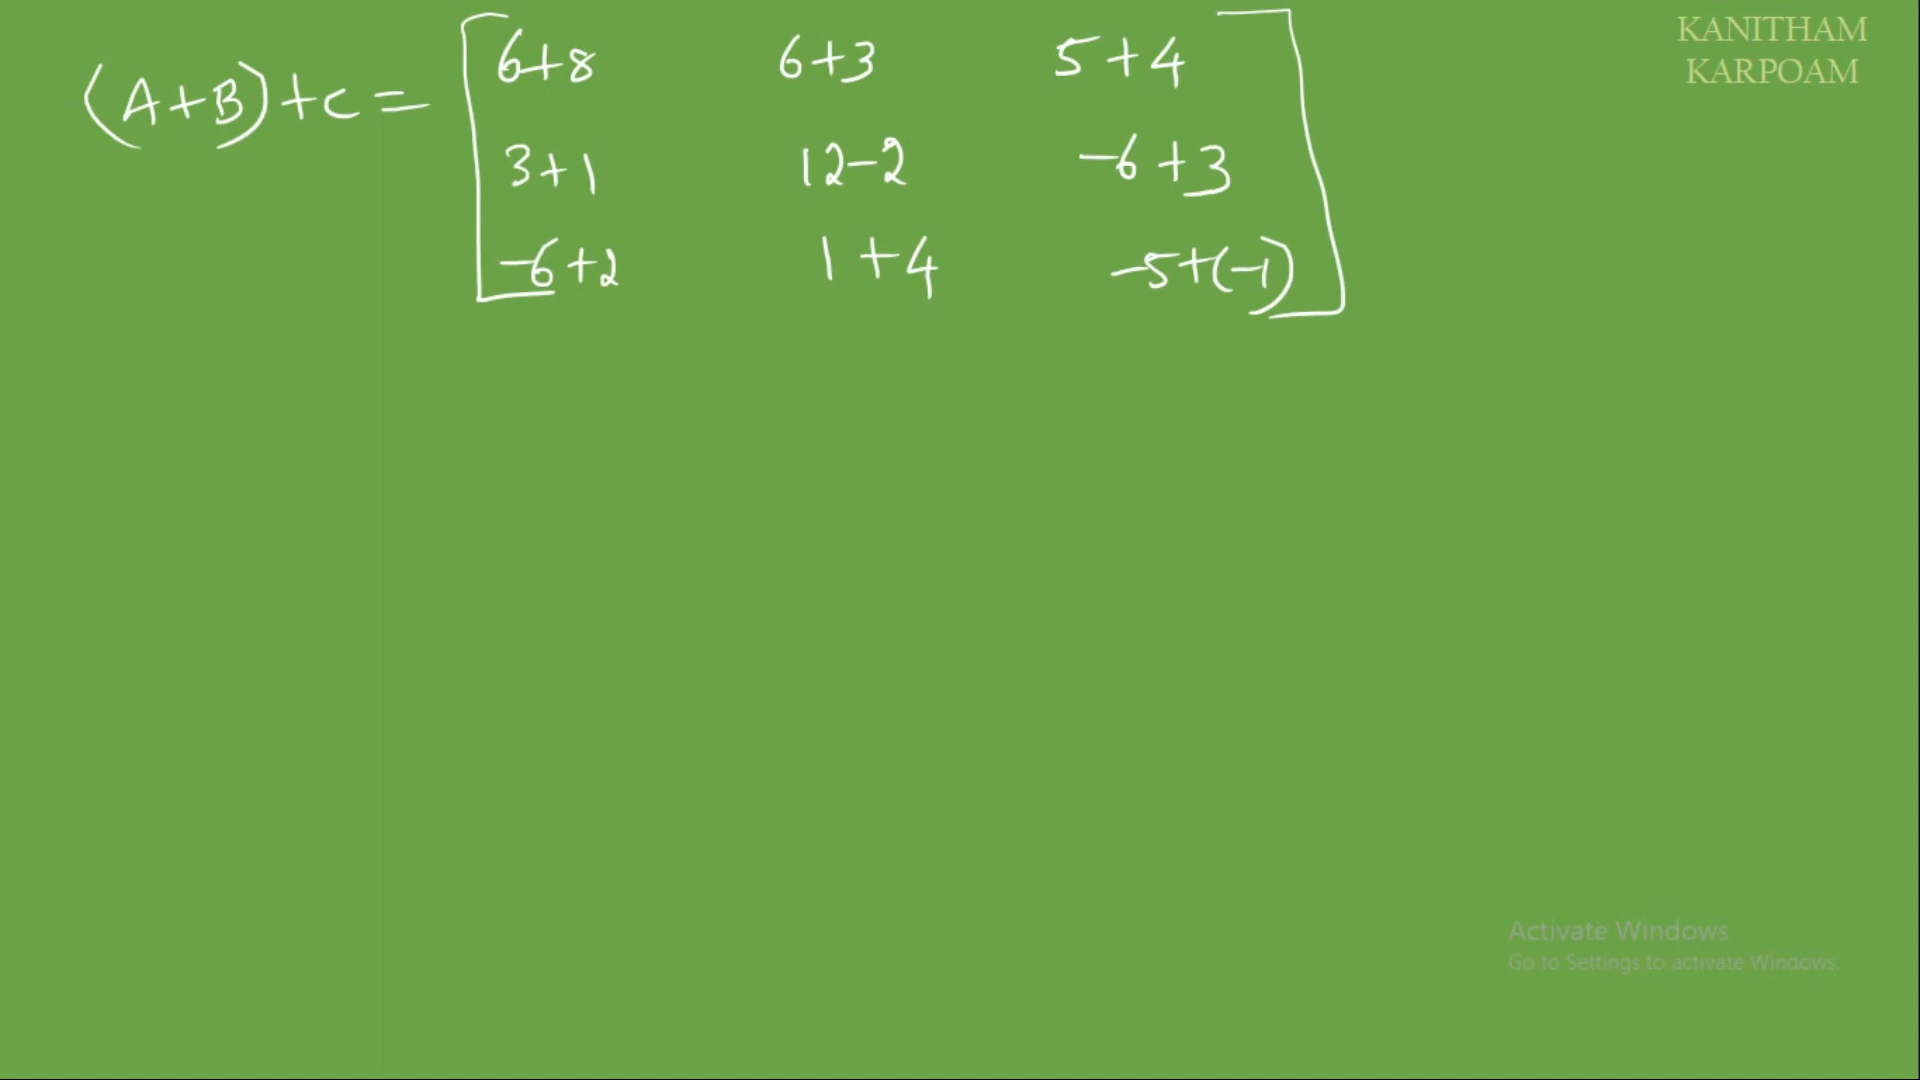 KANITHAM
KARPOAM
(A+B)+C=
6+8 6+3 5+4
3+1 12-2 -6+3
-6+2 1+4 -5+(-1)
Activate Windows
Go to Settings to activate Windows.